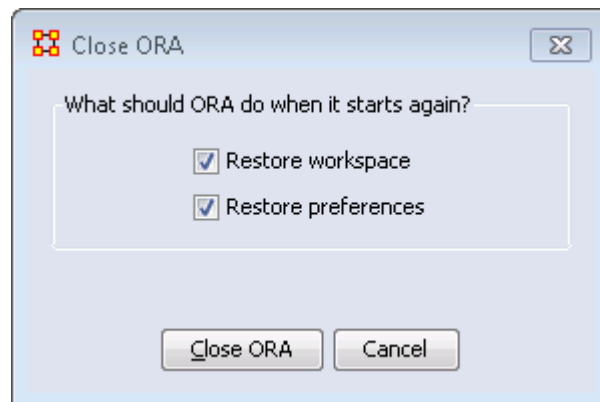 Close ORA
What should ORA do when it starts again?
Restore workspace
Restore preferences
Close ORA Cancel